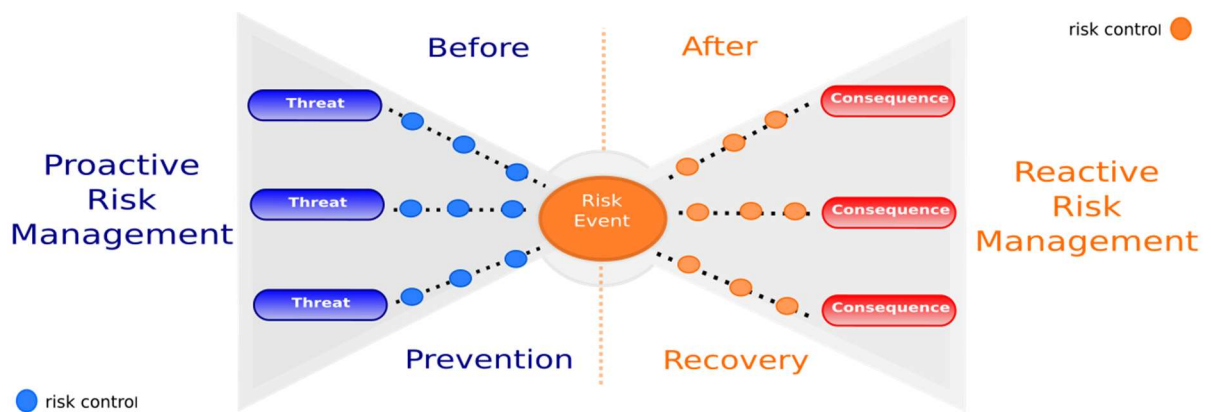 Before
After
risk control
Threat
Consequence
Proactive
Risk
Management
Threat
Risk
Event
Consequence
Reactive
Risk
Management
Threat
Consequence
Prevention
Recovery
risk control